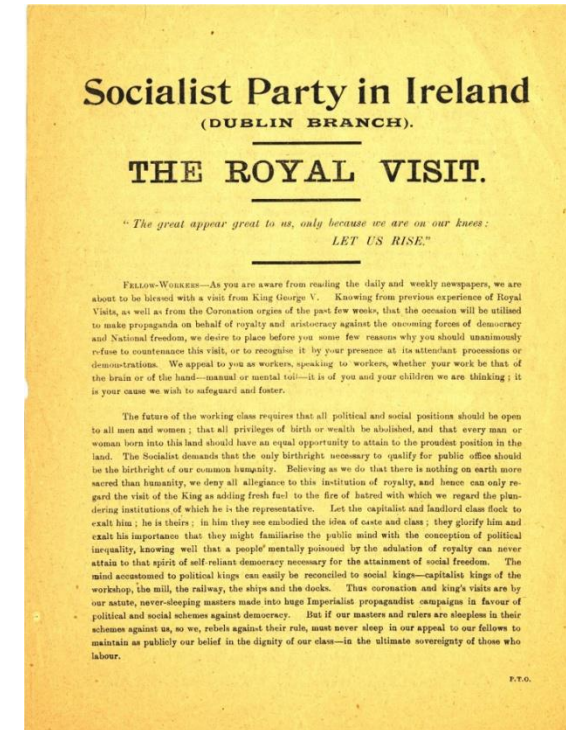 Socialist Party in Ireland
(DUBLIN BRANCH).
THE ROYAL VISIT.
“ The great appear great to us, only because we are on our knees :
LET US RISE.”
FELLOW-WORKERS—As you are aware from reading the daily and weekly newspapers, we are
about to be blessed with a visit from King George V. Knowing from previous experience of Royal
Visits, as well as from the Coronation orgies of the past few weeks, that the occasion will be utilised
to make propaganda on behalf of royalty and aristocracy against the oncoming forces of democracy
and National freedom, we desire to place before you some few reasons why you should unanimously
refuse to countenance this visit, or to recognise it by your presence at its attendant processions or
demonstrations. We appeal to you as workers, speaking to workers, whether your work be that of
the brain or of the hand—manual or mental toil—it is of you and your children we are thinking ; it
is your cause we wish to safeguard and foster.
The future of the working class requires that all political and social positions should be open
to all men and women ; that all privileges of birth or wealth be abolished, and that every man or
woman born into this land should have an equal opportunity to attain to the proudest position in the
land. The Socialist demands that the only birthright necessary to qualify for public office should
be the birthright of our common humanity. Believing as we do that there is nothing on earth more
sacred than humanity, we deny all allegiance to this institution of royalty, and hence can only re-
gard the visit of the King as adding fresh fuel to the fire of hatred with which we regard the plun-
dering institutions of which he is the representative. Let the capitalist and landlord class flock to
exalt him ; he is theirs ; in him they see embodied the idea of caste and class ; they glorify him and
exalt his importance that they might familiarise the public mind with the conception of political
inequality, knowing well that a people mentally poisoned by the adulation of royalty can never
attain to that spirit of self-reliant democracy necessary for the attainment of social freedom. The
mind accustomed to political kings can easily be reconciled to social kings—capitalist kings of the
workshop, the mill, the railway, the ships and the docks. Thus coronation and king's visits are by
our astute, never-sleeping masters made into huge Imperialist propagandist campaigns in favour of
political and social schemes against democracy. But if our masters and rulers are sleepless in their
schemes against us, so we, rebels against their rule, must never sleep in our appeal to our fellows to
maintain as publicly our belief in the dignity of our class—in the ultimate sovereignty of those who
labour.
P.T.O.